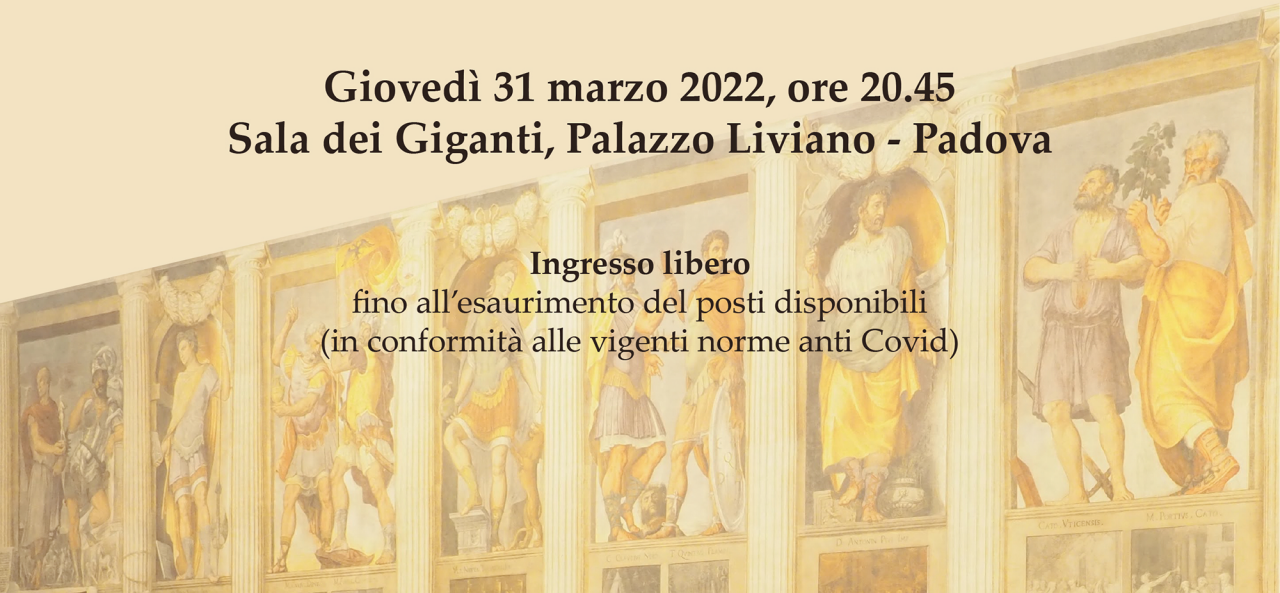 Giovedì 31 marzo 2022, ore 20.45
Sala dei Giganti, Palazzo Liviano - Padova
Ingresso libero
fino all’esaurimento del posti disponibili
(in conformità alle vigenti norme anti Covid)